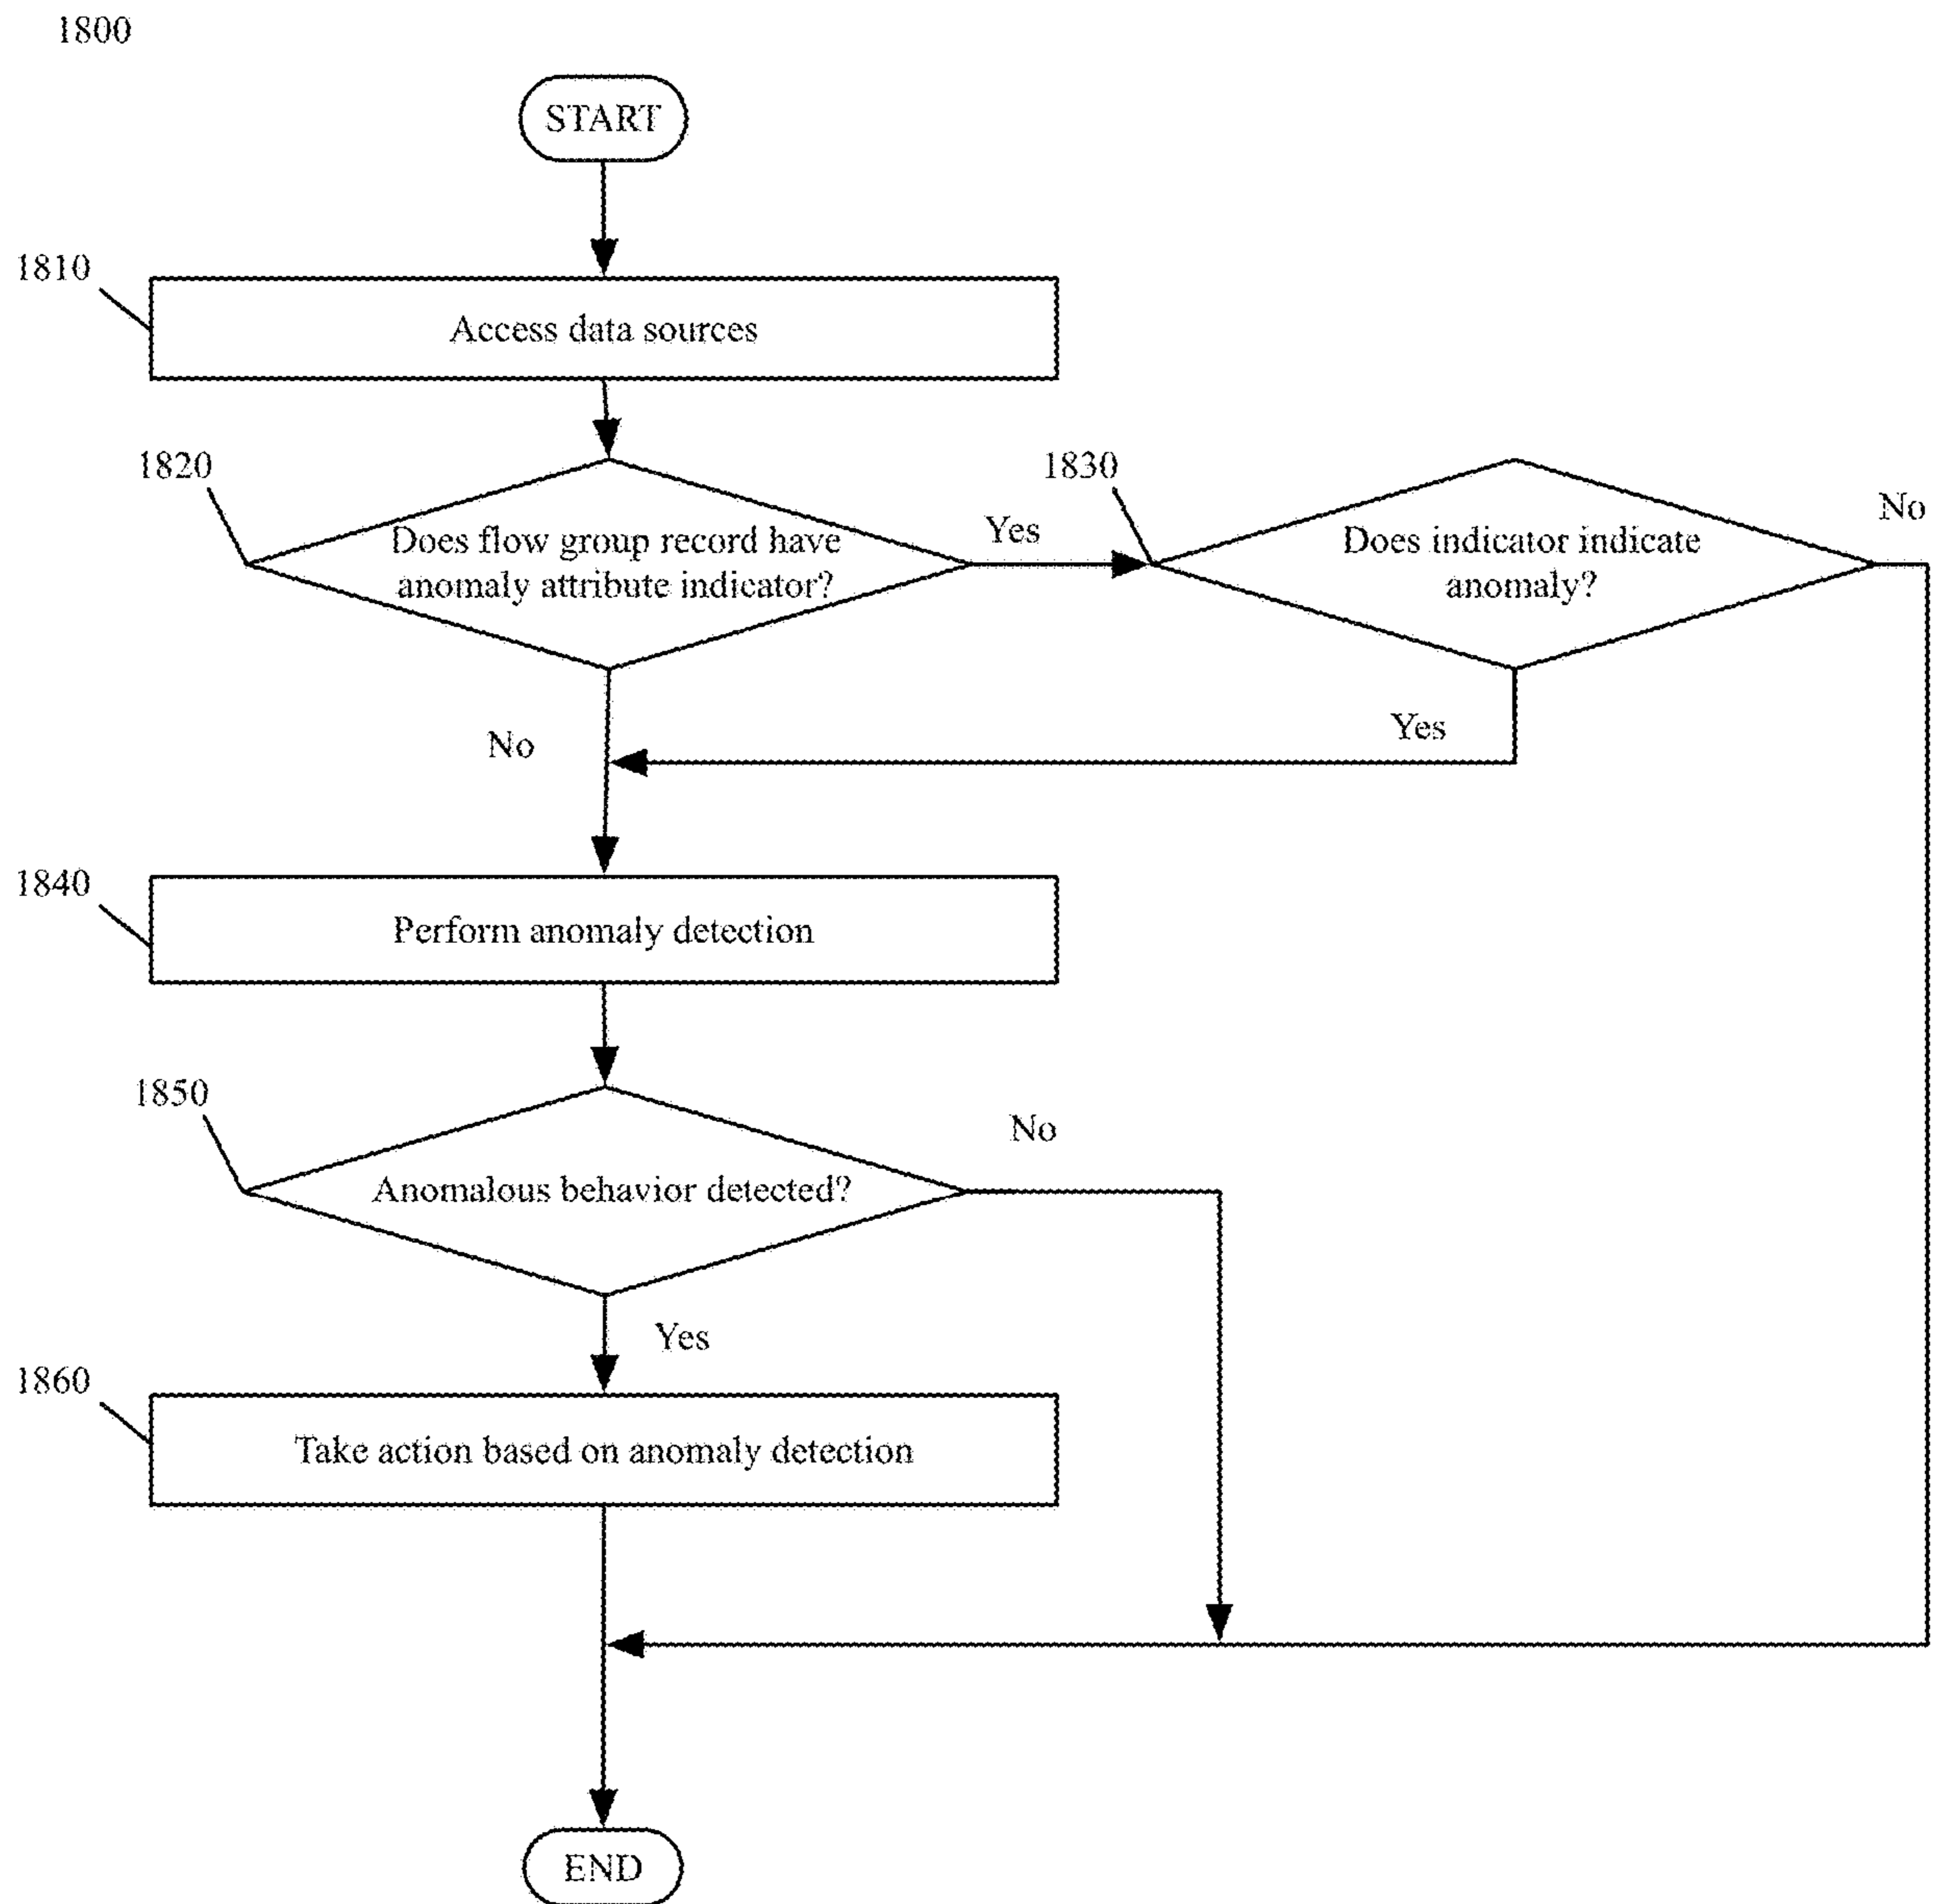 1800
START
1810
Access data sources
1820
Does flow group record have
anomaly attribute indicator?
Yes
1830
Does indicator indicate
anomaly?
No
Yes
No
1840
Perform anomaly detection
1850
Anomalous behavior detected?
No
Yes
1860
Take action based on anomaly detection
END